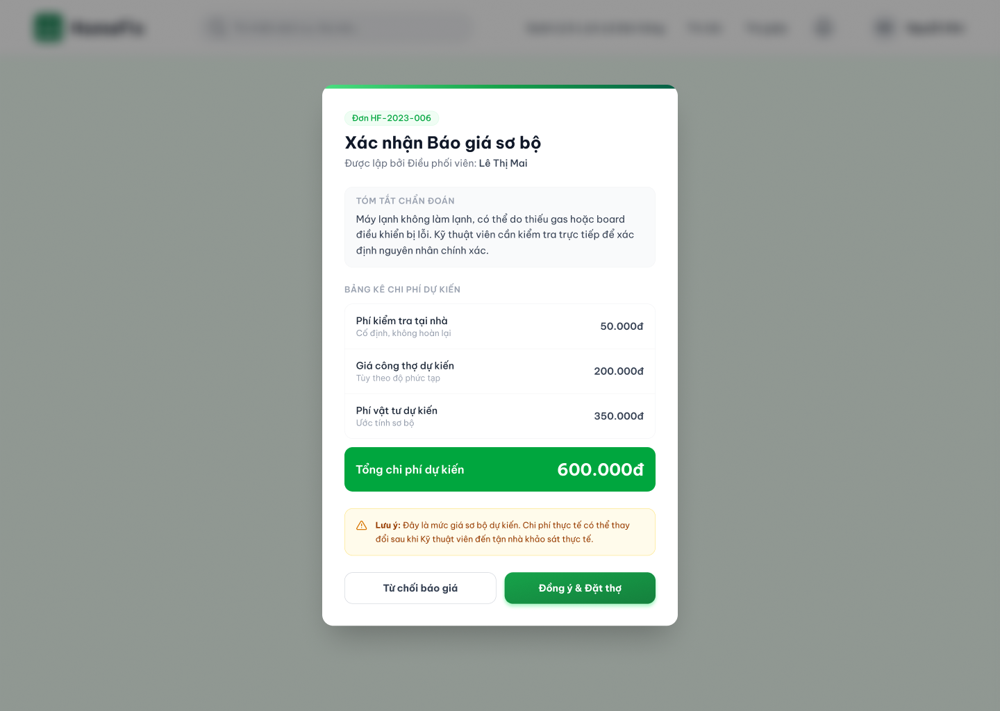 HomeFix
Đơn HF-2023-006
Xác nhận Báo giá sơ bộ
Được lập bởi Điều phối viên: Lê Thị Mai
TÓM TẮT CHẨN ĐOÁN
Máy lạnh không làm lạnh, có thể do thiếu gas hoặc board
điều khiển bị lỗi. Kỹ thuật viên cần kiểm tra trực tiếp để xác
định nguyên nhân chính xác.
BẢNG KÊ CHI PHÍ DỰ KIẾN
Phí kiểm tra tại nhà
Cố định, không hoàn lại
50.000đ
Giá công thợ dự kiến
Tùy theo độ phức tạp
200.000đ
Phí vật tư dự kiến
Ước tính sơ bộ
350.000đ
Tổng chi phí dự kiến
600.000đ
Lưu ý: Đây là mức giá sơ bộ dự kiến. Chi phí thực tế có thể thay
đổi sau khi Kỹ thuật viên đến tận nhà khảo sát thực tế.
Từ chối báo giá
Đồng ý & Đặt thợ